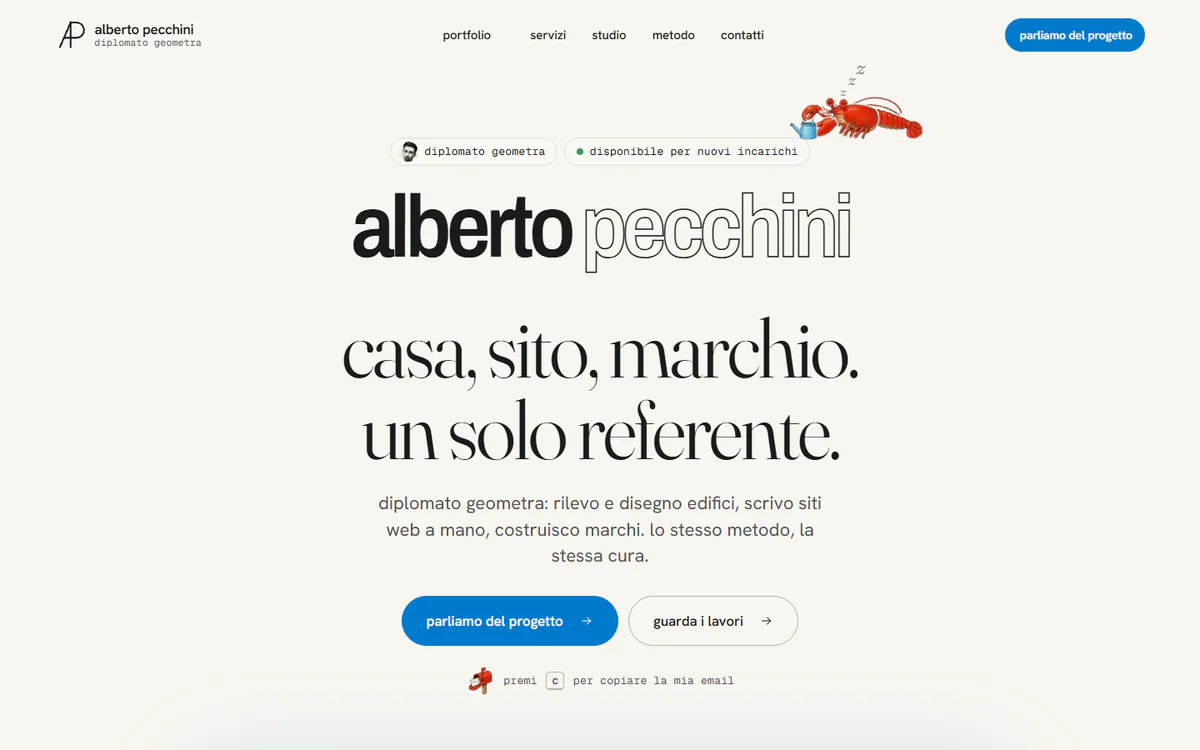 AP
alberto pecchini
diplomato geometra
portfolio
servizi
studio
metodo
contatti
parliamo del progetto
z
z
z
diplomato geometra
disponibile per nuovi incarichi
alberto pecchini
casa, sito, marchio.
un solo referente.
diplomato geometra: rilevo e disegno edifici, scrivo siti
web a mano, costruisco marchi. lo stesso metodo, la
stessa cura.
parliamo del progetto →
guarda i lavori →
premi c per copiare la mia email